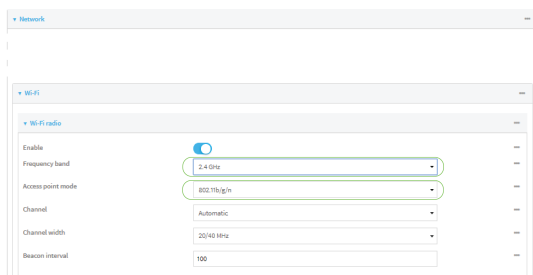 Network
Wi-Fi
Wi-Fi radio
Enable
Frequency band
2.4 GHz
Access point mode
802.11b/g/n
Channel
Automatic
Channel width
20/40 MHz
Beacon interval
100